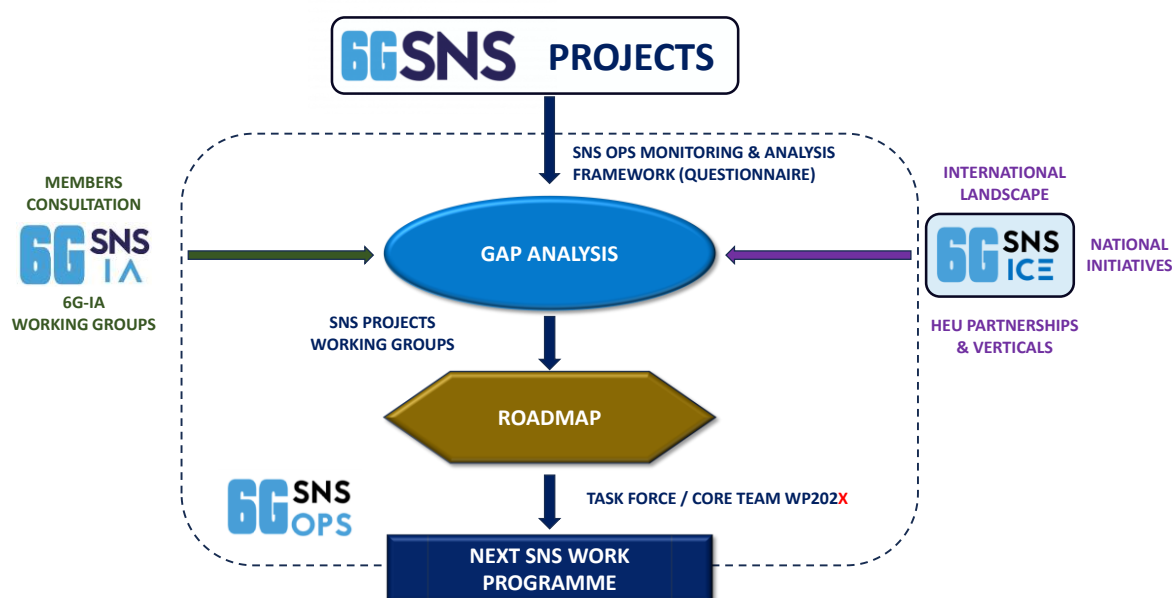 6GSNS PROJECTS
SNS OPS MONITORING & ANALYSIS
FRAMEWORK (QUESTIONNAIRE)
MEMBERS
CONSULTATION
6G SNS
IA
6G-IA
WORKING GROUPS
GAP ANALYSIS
INTERNATIONAL
LANDSCAPE
6G SNS
ICE
NATIONAL
INITIATIVES
HEU PARTNERSHIPS
& VERTICALS
SNS PROJECTS
WORKING GROUPS
ROADMAP
6G SNS
OPS
TASK FORCE / CORE TEAM WP202X
NEXT SNS WORK
PROGRAMME